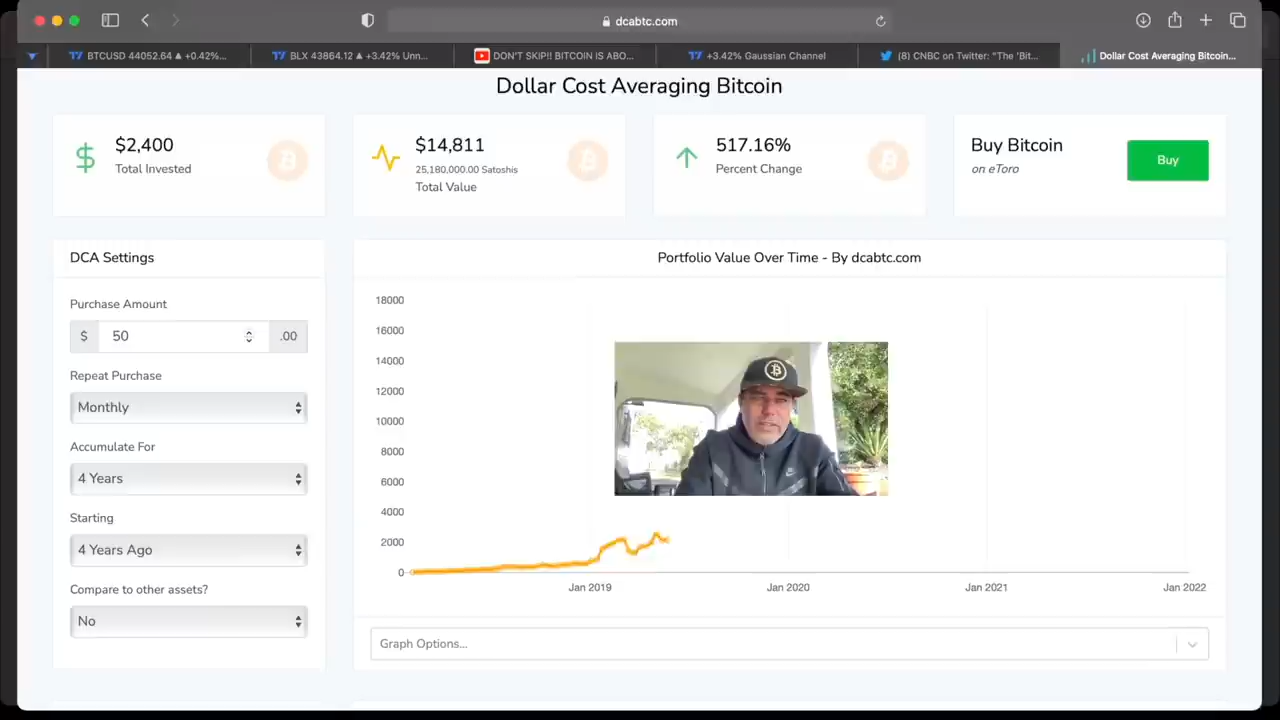 dcabtc.com
BTCUSD 44052.64 ▲ +0.42%...
BLX 43864.12 ▲ +3.42% Unn...
DON'T SKIP!! BITCOIN IS ABO...
+3.42% Gaussian Channel
(8) CNBC on Twitter: "The 'Bit...
Dollar Cost Averaging Bitcoin...
Dollar Cost Averaging Bitcoin
$2,400
Total Invested
$14,811
25,180,000.00 Satoshis
Total Value
517.16%
Percent Change
Buy Bitcoin
on eToro
Buy
DCA Settings
Purchase Amount
$ 50 .00
Repeat Purchase
Monthly
Accumulate For
4 Years
Starting
4 Years Ago
Compare to other assets?
No
Portfolio Value Over Time - By dcabtc.com
18000
16000
14000
12000
10000
8000
6000
4000
2000
0
Jan 2019 Jan 2020 Jan 2021 Jan 2022
Graph Options...